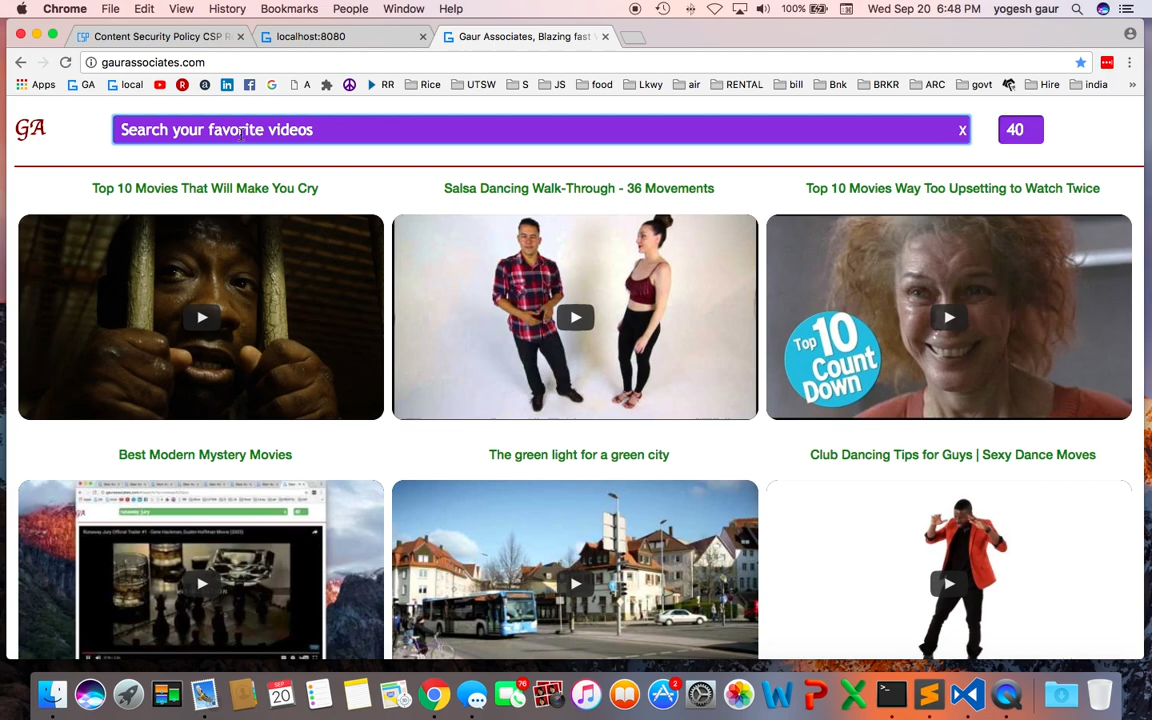 Chrome File Edit View History Bookmarks People Window Help 100% Wed Sep 20 6:48 PM yogesh gaur
Content Security Policy CSP R
localhost:8080
Gaur Associates, Blazing fast
gaurassociates.com
Apps GA local A RR Rice UTSW S JS food Lkwy air RENTAL bill Bnk BRKR ARC govt Hire india »
GA Search your favorite videos x 40
Top 10 Movies That Will Make You Cry
Salsa Dancing Walk-Through - 36 Movements
Top 10 Movies Way Too Upsetting to Watch Twice
Top 10 Count Down
Best Modern Mystery Movies
The green light for a green city
Club Dancing Tips for Guys | Sexy Dance Moves
runaway jury
SEP
20
76
2